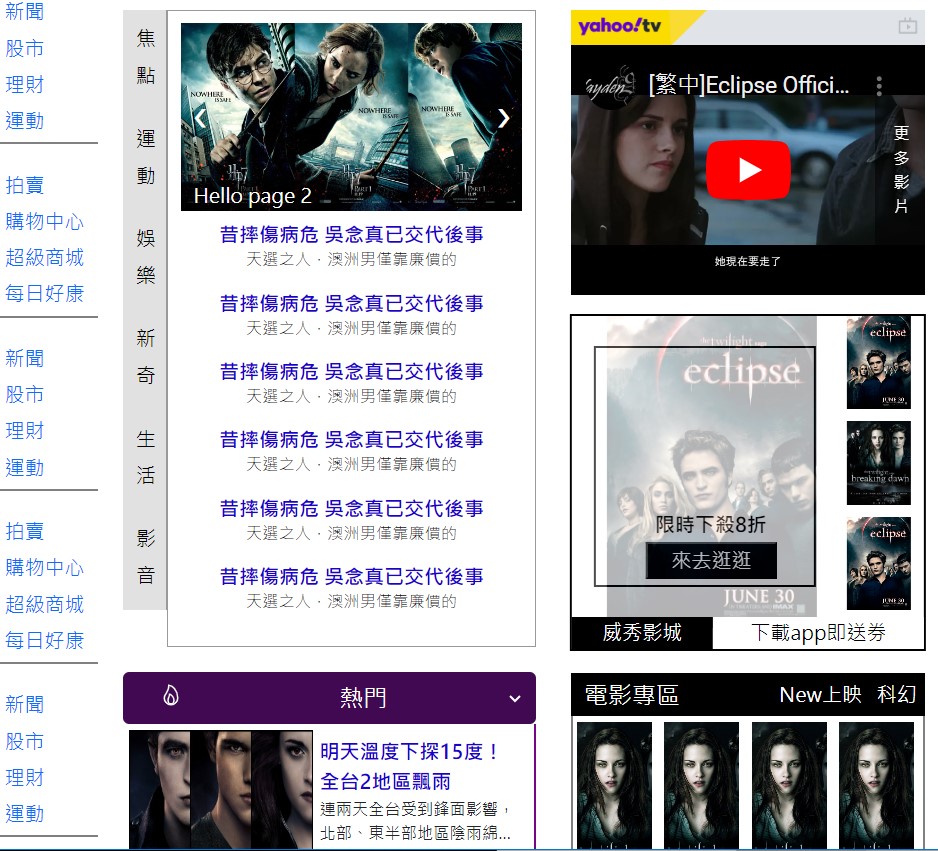 新聞
股市
理財
運動
拍賣
購物中心
超級商城
每日好康
新聞
股市
理財
運動
拍賣
購物中心
超級商城
每日好康
新聞
股市
理財
運動
焦點
運動
娛樂
新奇
生活
影音
NOWHERE IS SAFE
NOWHERE IS SAFE
NOWHERE IS SAFE
Hello page 2
昔摔傷病危 吳念真已交代後事
天選之人．澳洲男僅靠廉價的
昔摔傷病危 吳念真已交代後事
天選之人．澳洲男僅靠廉價的
昔摔傷病危 吳念真已交代後事
天選之人．澳洲男僅靠廉價的
昔摔傷病危 吳念真已交代後事
天選之人．澳洲男僅靠廉價的
昔摔傷病危 吳念真已交代後事
天選之人．澳洲男僅靠廉價的
昔摔傷病危 吳念真已交代後事
天選之人．澳洲男僅靠廉價的
熱門
明天溫度下探15度！
全台2地區飄雨
連兩天全台受到鋒面影響，
北部、東半部地區陰雨綿...
yahoo!tv
[繁中]Eclipse Offici...
更多影片
她現在要走了
the twilight saga
eclipse
限時下殺8折
來去逛逛
JUNE 30
eclipse
JUNE 30
breaking dawn
eclipse
JUNE 30
威秀影城
下載app即送券
電影專區
New上映
科幻